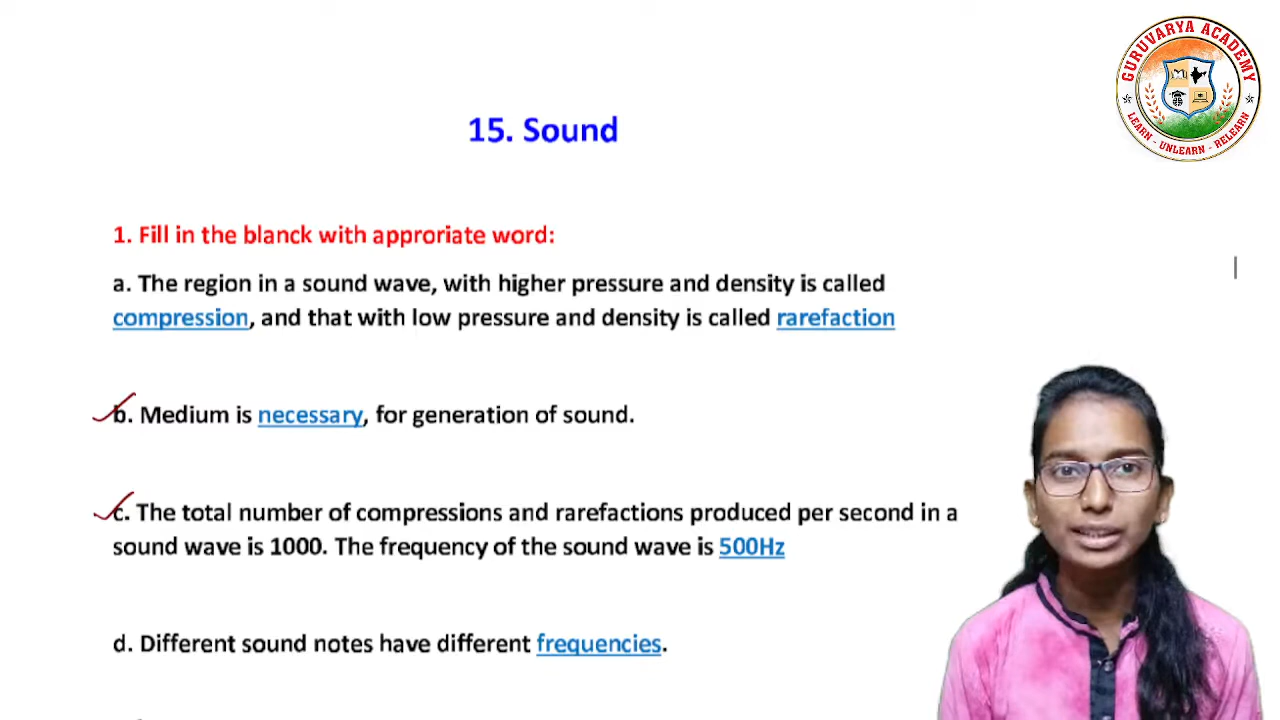 GURUVARYA ACADEMY
LEARN - UNLEARN - RELEARN
15. Sound
1. Fill in the blanck with approriate word:
a. The region in a sound wave, with higher pressure and density is called
compression, and that with low pressure and density is called rarefaction
b. Medium is necessary, for generation of sound.
c. The total number of compressions and rarefactions produced per second in a
sound wave is 1000. The frequency of the sound wave is 500Hz
d. Different sound notes have different frequencies.